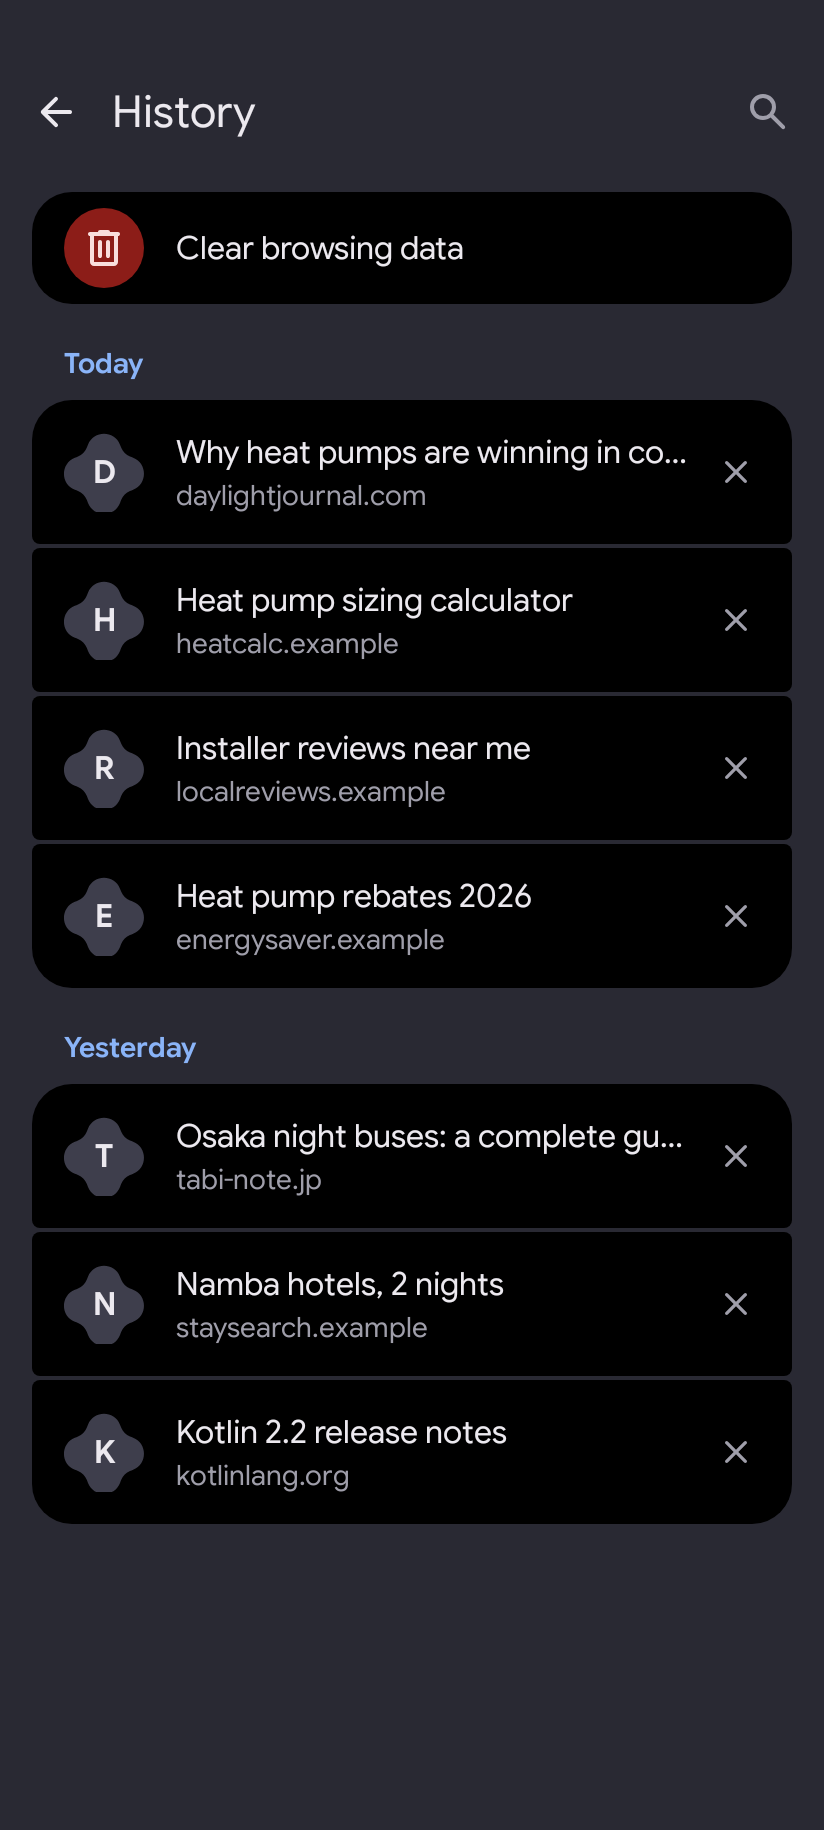 History
Clear browsing data
Today
D
Why heat pumps are winning in co...
daylightjournal.com
H
Heat pump sizing calculator
heatcalc.example
R
Installer reviews near me
localreviews.example
E
Heat pump rebates 2026
energysaver.example
Yesterday
T
Osaka night buses: a complete gu...
tabi-note.jp
N
Namba hotels, 2 nights
staysearch.example
K
Kotlin 2.2 release notes
kotlinlang.org